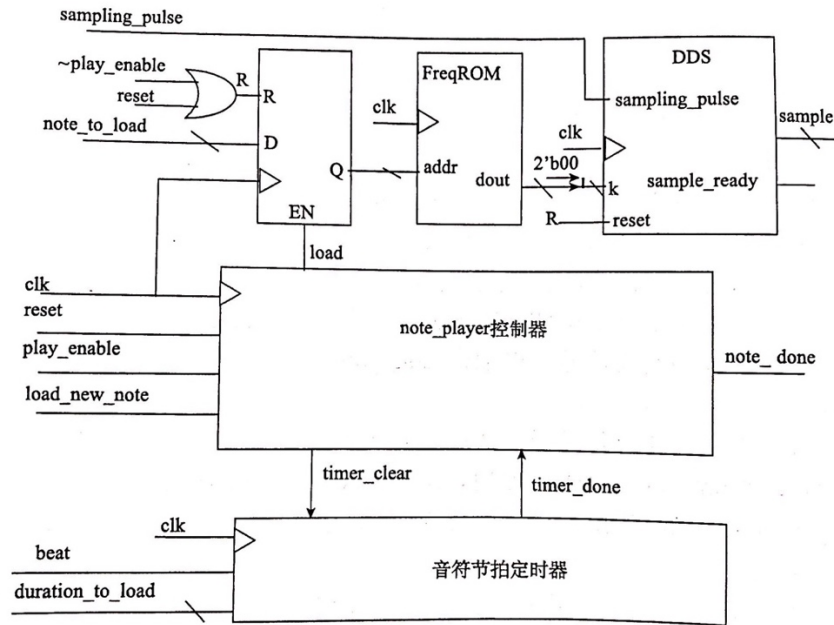 sampling_pulse
~play_enable
reset
R
R
note_to_load
D
Q
EN
load
FreqROM
clk
addr
dout
2'b00
DDS
sampling_pulse
clk
k
R
reset
sample
sample_ready
clk
reset
play_enable
load_new_note
note_player控制器
note_ done
timer_clear
timer_done
clk
beat
duration_to_load
音符节拍定时器